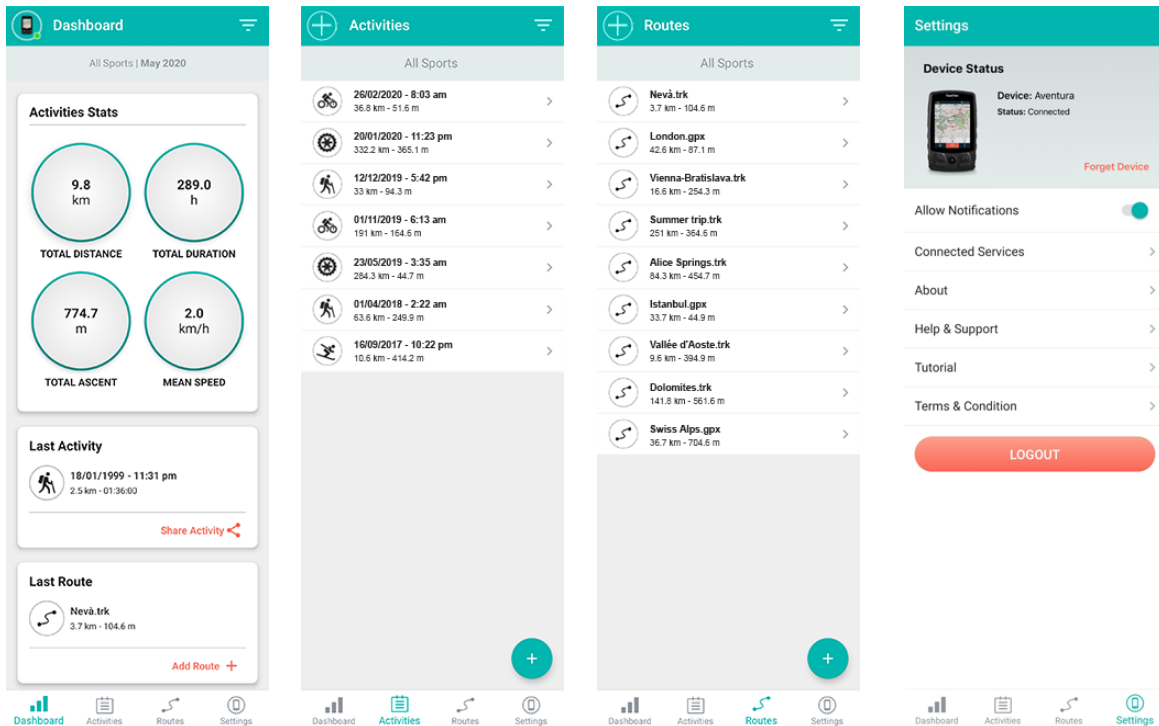 Dashboard
All Sports | May 2020
Activities Stats
9.8
km
289.0
h
TOTAL DISTANCE
TOTAL DURATION
774.7
m
2.0
km/h
TOTAL ASCENT
MEAN SPEED
Last Activity
18/01/1999 - 11:31 pm
2.5 km - 01:36:00
Share Activity
Last Route
Nevà.trk
3.7 km - 104.6 m
Add Route +
Dashboard
Activities
Routes
Settings
Activities
All Sports
26/02/2020 - 8:03 am
36.8 km - 51.6 m
20/01/2020 - 11:23 pm
332.2 km - 365.1 m
12/12/2019 - 5:42 pm
33 km - 94.3 m
01/11/2019 - 6:13 am
191 km - 164.6 m
23/05/2019 - 3:35 am
284.3 km - 44.7 m
01/04/2018 - 2:22 am
63.6 km - 249.9 m
16/09/2017 - 10:22 pm
10.6 km - 414.2 m
Dashboard
Activities
Routes
Settings
Routes
All Sports
Nevà.trk
3.7 km - 104.6 m
London.gpx
42.6 km - 87.1 m
Vienna-Bratislava.trk
16.6 km - 254.3 m
Summer trip.trk
251 km - 364.6 m
Alice Springs.trk
84.3 km - 454.7 m
Istanbul.gpx
33.7 km - 44.9 m
Vallée d'Aoste.trk
9.6 km - 394.9 m
Dolomites.trk
141.8 km - 561.6 m
Swiss Alps.gpx
36.7 km - 704.6 m
Dashboard
Activities
Routes
Settings
Settings
Device Status
Device: Aventura
Status: Connected
Forget Device
Allow Notifications
Connected Services
About
Help & Support
Tutorial
Terms & Condition
LOGOUT
Dashboard
Activities
Routes
Settings